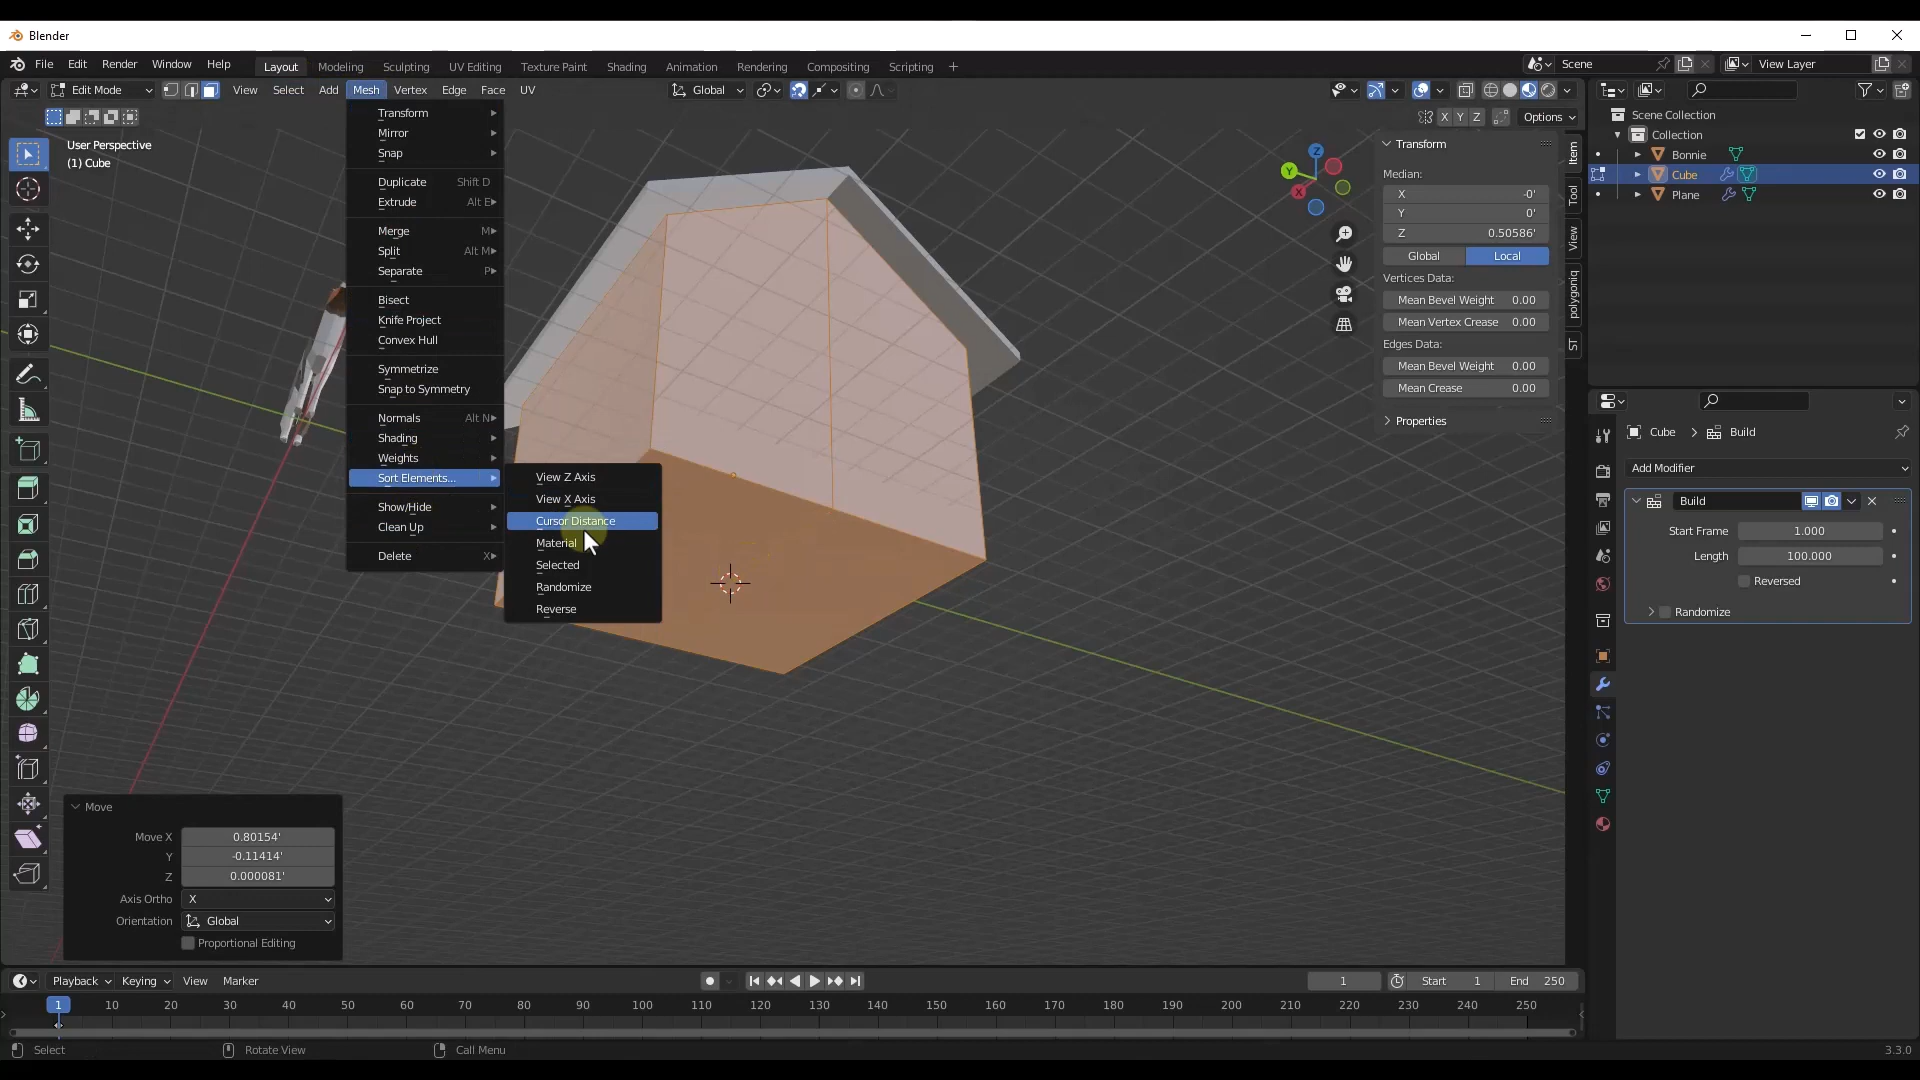 Blender
File Edit Render Window Help Layout Modeling Sculpting UV Editing Texture Paint Shading Animation Rendering Compositing Scripting + Scene View Layer
Edit Mode View Select Add Mesh Vertex Edge Face UV Global
X Y Z Options
User Perspective
(1) Cube
Transform
Mirror
Snap
Duplicate Shift D
Extrude Alt E
Merge M
Split Alt M
Separate P
Bisect
Knife Project
Convex Hull
Symmetrize
Snap to Symmetry
Normals Alt N
Shading
Weights
Sort Elements...
Show/Hide
Clean Up
Delete X
View Z Axis
View X Axis
Cursor Distance
Material
Selected
Randomize
Reverse
Z
Y
X
Transform
Median:
X -0'
Y 0'
Z 0.50586'
Global Local
Vertices Data:
Mean Bevel Weight 0.00
Mean Vertex Crease 0.00
Edges Data:
Mean Bevel Weight 0.00
Mean Crease 0.00
Properties
Item
Tool
View
polygoniq
ST
Scene Collection
Collection
Bonnie
Cube
Plane
Cube > Build
Add Modifier
Build
Start Frame 1.000
Length 100.000
Reversed
Randomize
Move
Move X 0.80154'
Y -0.11414'
Z 0.000081'
Axis Ortho X
Orientation Global
Proportional Editing
Playback Keying View Marker 1 Start 1 End 250
1 10 20 30 40 50 60 70 80 90 100 110 120 130 140 150 160 170 180 190 200 210 220 230 240 250
Select Rotate View Call Menu 3.3.0